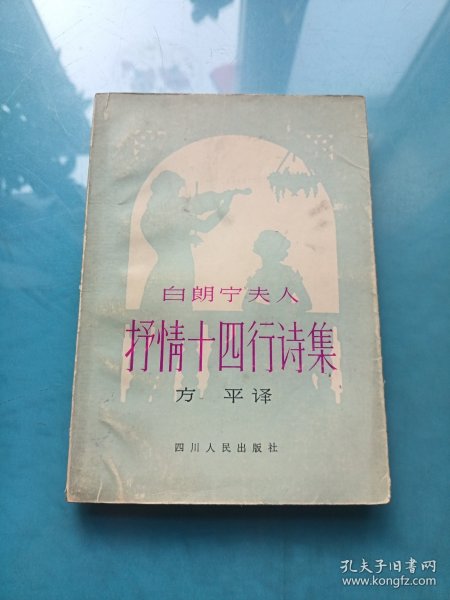 白朗宁夫人
抒情十四行诗集
方 平译
四川人民出版社
孔夫子旧书网
www.kongfz.com